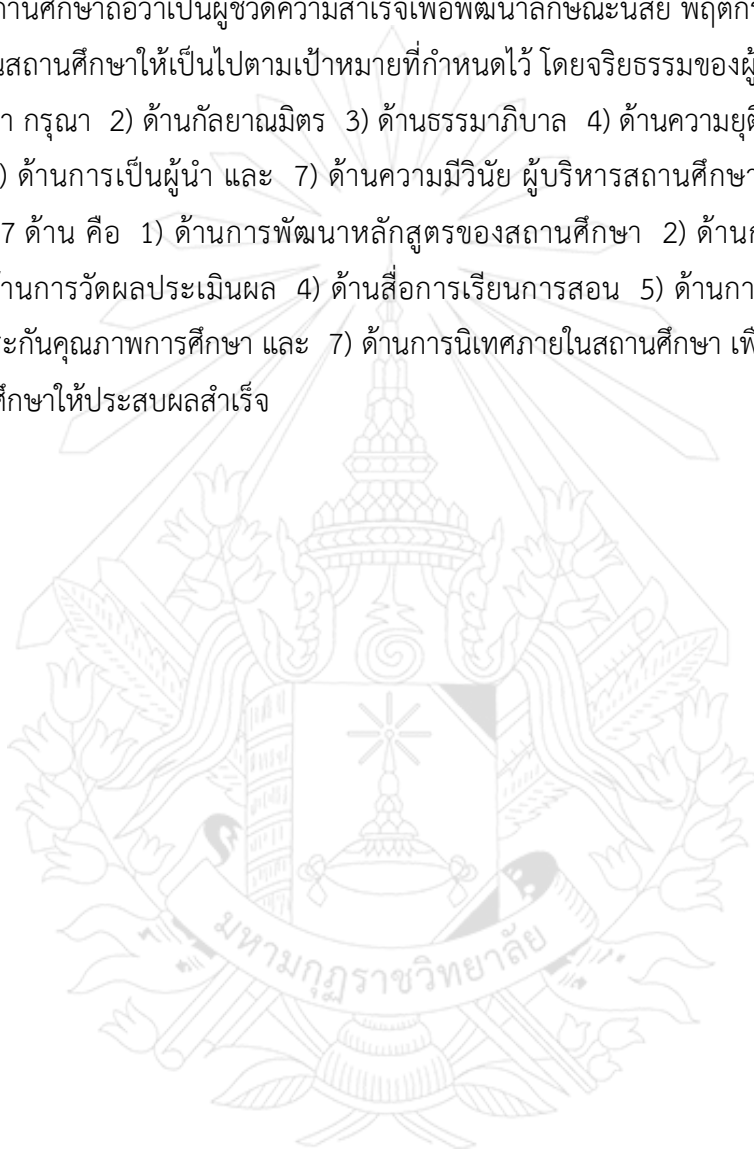 านศึกษาถือว่าเป็นผู้ชี้วัดความสำเร็จเพื่อพัฒนาลักษณะนิสัย
นสถานศึกษาให้เป็นไปตามเป้าหมายที่กำหนดไว้ โดยจริยธรรมของผู้
า กรุณา 2) ด้านกัลยาณมิตร 3) ด้านธรรมาภิบาล 4) ด้านความยุติ
) ด้านการเป็นผู้นำ และ 7) ด้านความมีวินัย ผู้บริหารสถานศึกษา
7 ด้าน คือ 1) ด้านการพัฒนาหลักสูตรของสถานศึกษา 2) ด้าน
้านการวัดผลประเมินผล 4) ด้านสื่อการเรียนการสอน 5) ด้านกา
ระกันคุณภาพการศึกษา และ 7) ด้านการนิเทศภายในสถานศึกษา เพื
ศึกษาให้ประสบผลสำเร็จ
มหามกุฏราชวิทยาลัย